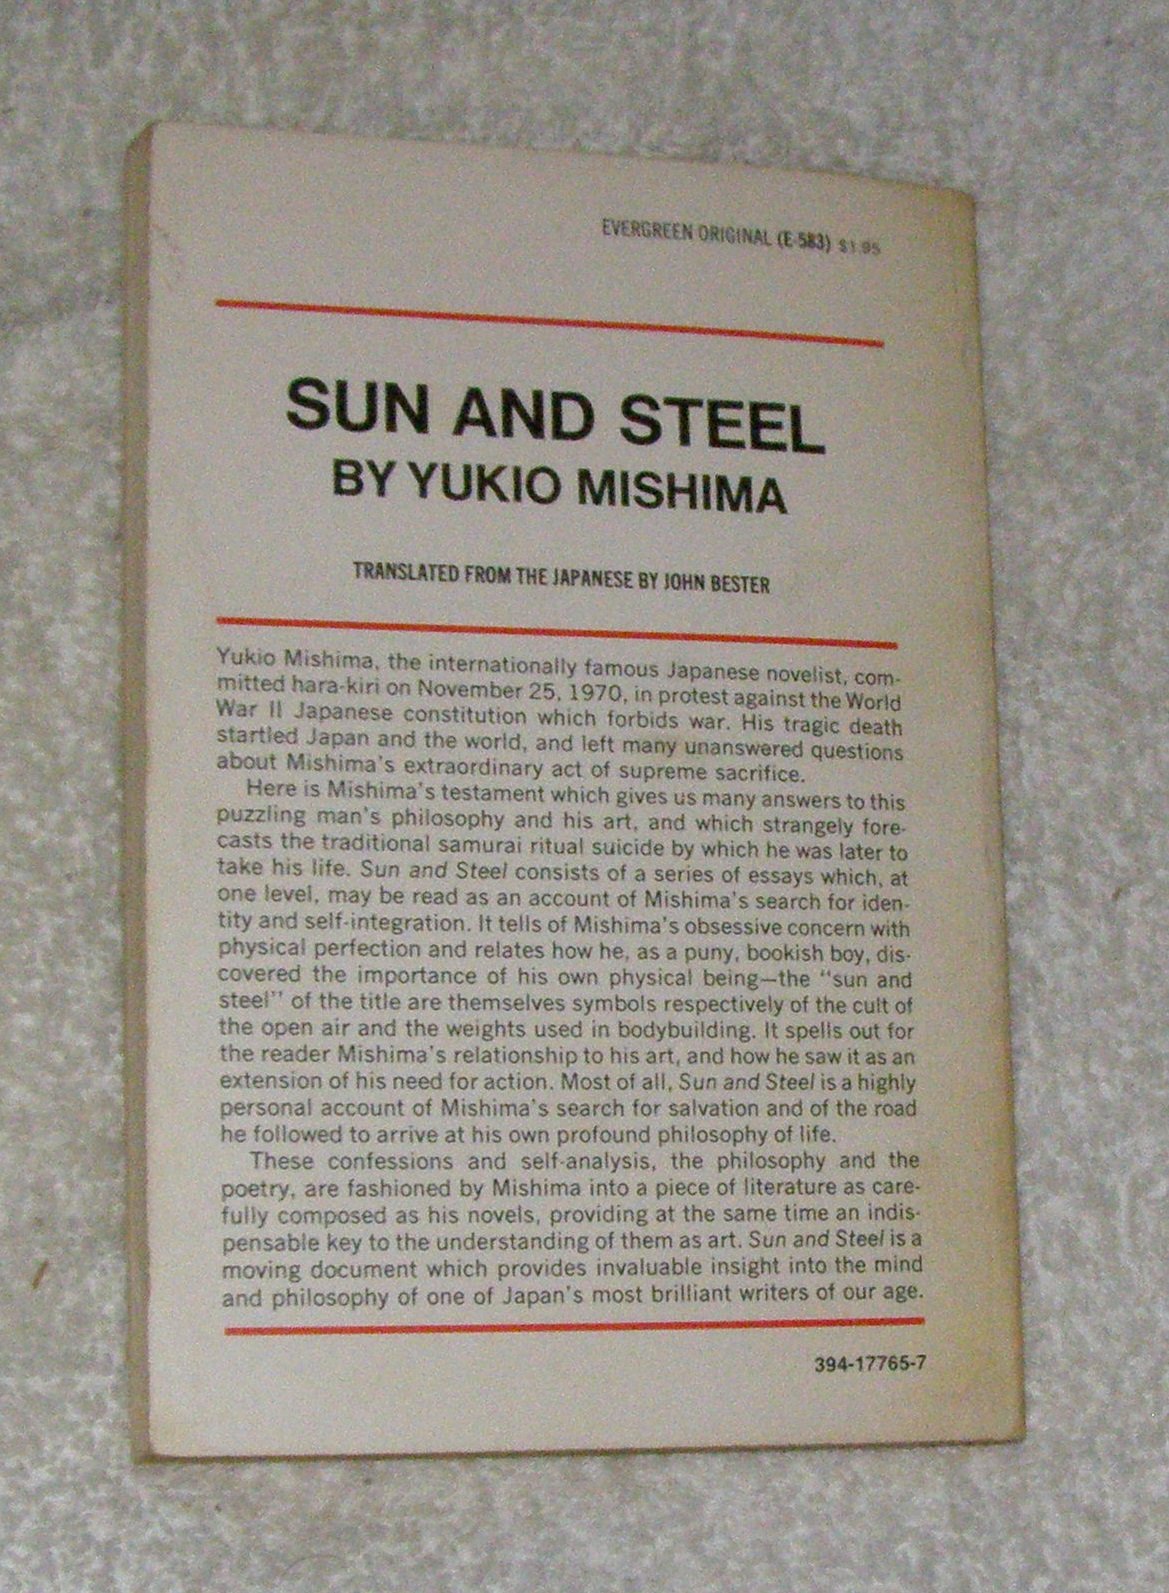 EVERGREEN ORIGINAL (E-583) $1.95
SUN AND STEEL
BY YUKIO MISHIMA
TRANSLATED FROM THE JAPANESE BY JOHN BESTER
Yukio Mishima, the internationally famous Japanese novelist, com-
mitted hara-kiri on November 25, 1970, in protest against the World
War II Japanese constitution which forbids war. His tragic death
startled Japan and the world, and left many unanswered questions
about Mishima's extraordinary act of supreme sacrifice.
Here is Mishima's testament which gives us many answers to this
puzzling man's philosophy and his art, and which strangely fore-
casts the traditional samurai ritual suicide by which he was later to
take his life. Sun and Steel consists of a series of essays which, at
one level, may be read as an account of Mishima's search for iden-
tity and self-integration. It tells of Mishima's obsessive concern with
physical perfection and relates how he, as a puny, bookish boy, dis-
covered the importance of his own physical being—the "sun and
steel" of the title are themselves symbols respectively of the cult of
the open air and the weights used in bodybuilding. It spells out for
the reader Mishima's relationship to his art, and how he saw it as an
extension of his need for action. Most of all, Sun and Steel is a highly
personal account of Mishima's search for salvation and of the road
he followed to arrive at his own profound philosophy of life.
These confessions and self-analysis, the philosophy and the
poetry, are fashioned by Mishima into a piece of literature as care-
fully composed as his novels, providing at the same time an indis-
pensable key to the understanding of them as art. Sun and Steel is a
moving document which provides invaluable insight into the mind
and philosophy of one of Japan's most brilliant writers of our age.
394-17765-7